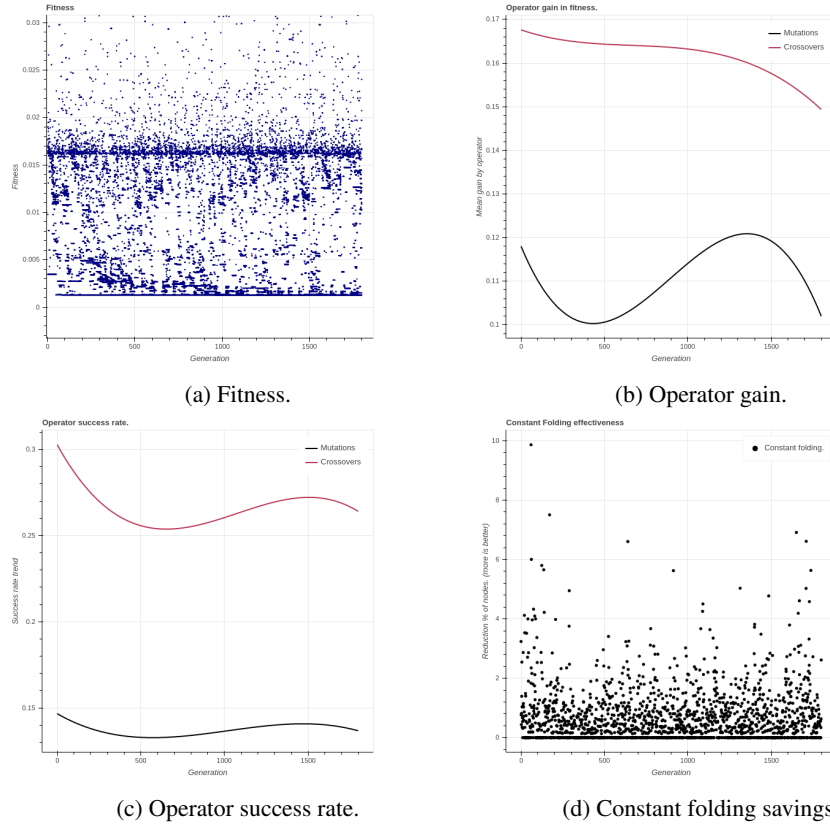 Fitness
0.03
0.025
0.02
0.015
0.01
0.005
0
Fitness
0
500
1000
1500
Generation
(a) Fitness.
Operator gain in fitness.
0.17
0.16
0.15
0.14
0.13
0.12
0.11
0.1
Mean gain by operator
Mutations
Crossovers
0
500
1000
1500
Generation
(b) Operator gain.
Operator success rate.
0.3
0.25
0.2
0.15
Success rate trend
Mutations
Crossovers
0
500
1000
1500
Generation
(c) Operator success rate.
Constant Folding effectiveness
10
8
6
4
2
0
Reduction % of nodes. (more is better)
Constant folding.
0
500
1000
1500
Generation
(d) Constant folding savings